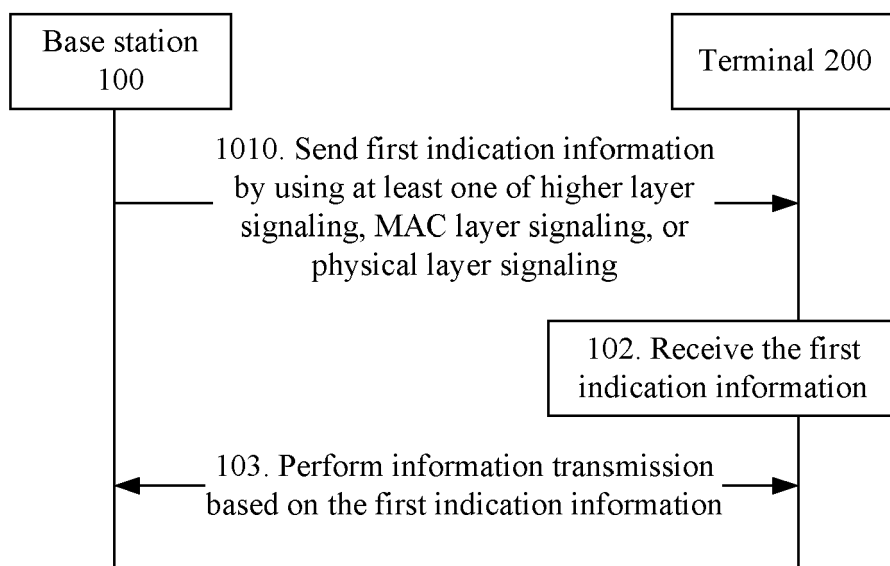 Base station
100
Terminal 200
1010. Send first indication information
by using at least one of higher layer
signaling, MAC layer signaling, or
physical layer signaling
102. Receive the first
indication information
103. Perform information transmission
based on the first indication information